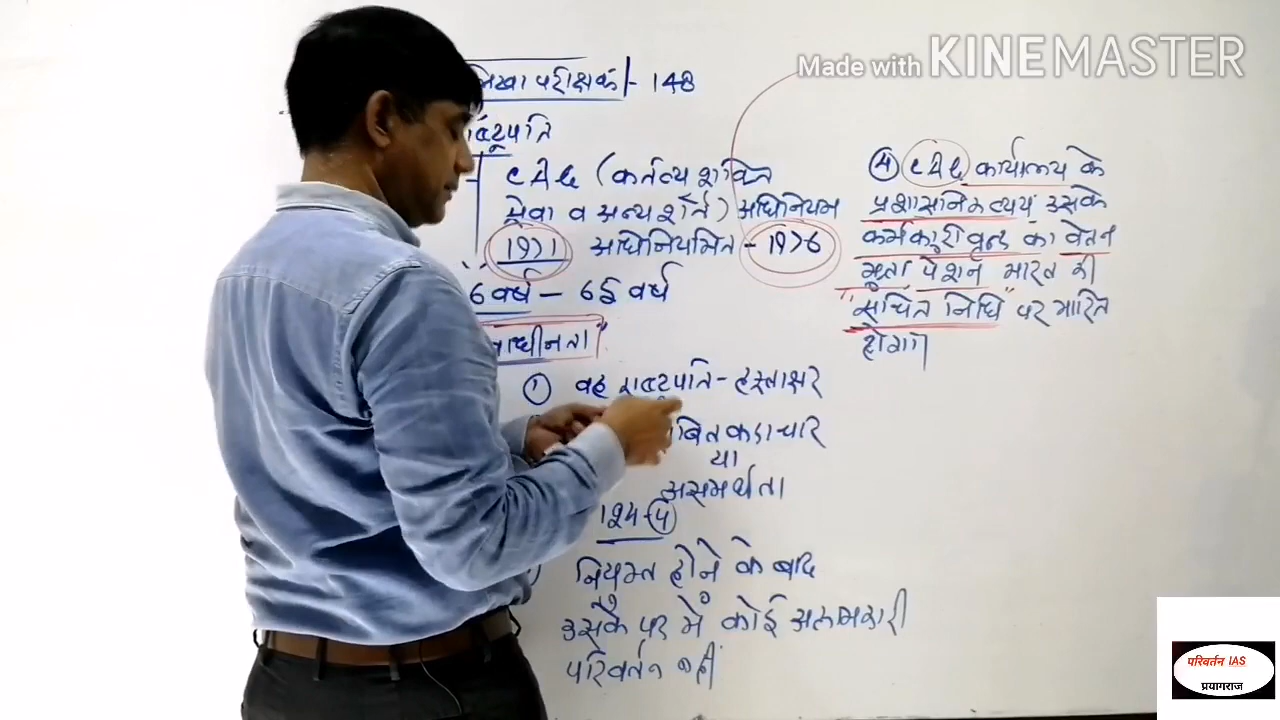 Made with KINEMASTER
लेखा परीक्षक - 148
राष्ट्रपति
CAG (कर्तव्य शक्ति
सेवा व अन्य शर्ते) अधिनियम
1971 अधिनियमित - 1976
6 वर्ष - 65 वर्ष
स्वाधीनता"
① वह राष्ट्रपति - हस्ताक्षर
साबित कदाचार
या
असमर्थता
124-(4)
नियुक्त होने के बाद
उसके पद में कोई अलाभकारी
परिवर्तन नहीं
④ CAG कार्यालय के
प्रशासनिक व्यय, उसके
कर्मकारी वृन्द का वेतन
भत्ता पेंशन भारत की
"संचित निधि" पर भारित
होगा।
परिवर्तन IAS
प्रयागराज